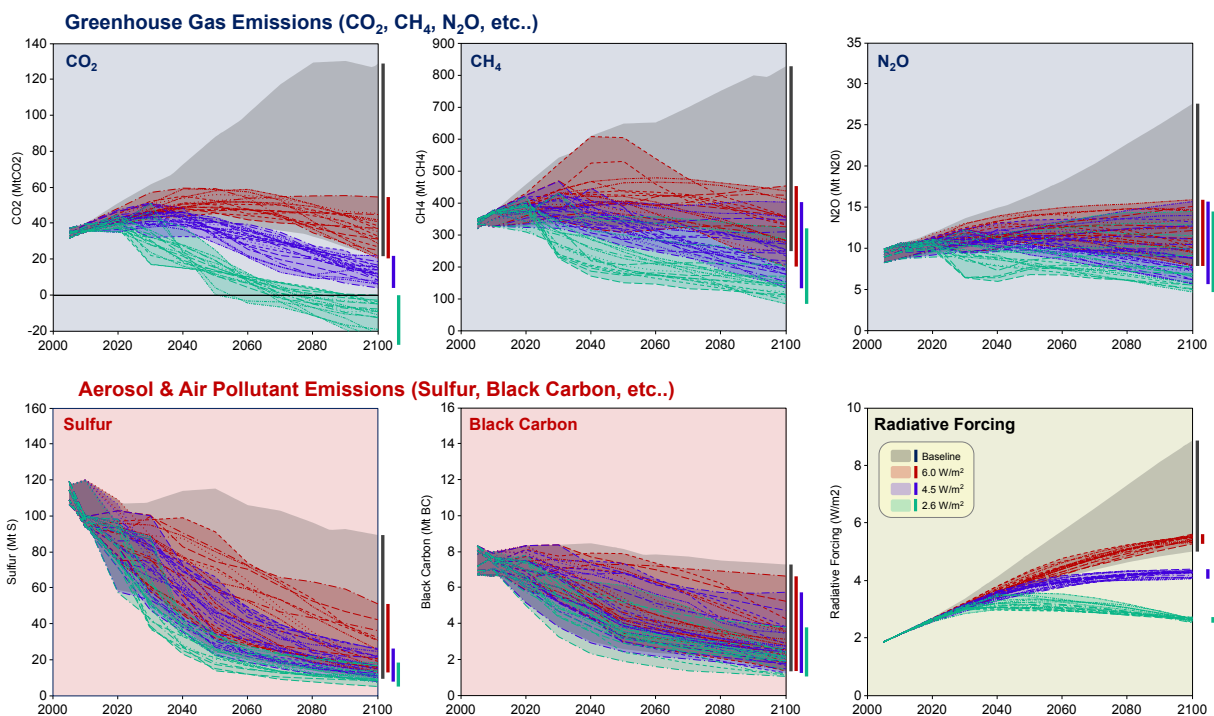 Greenhouse Gas Emissions (CO₂, CH₄, N₂O, etc..)
CO₂
CO2 (MtCO2)
140
120
100
80
60
40
20
0
-20
2000 2020 2040 2060 2080 2100
CH₄
CH4 (Mt CH4)
900
800
700
600
500
400
300
200
100
0
2000 2020 2040 2060 2080 2100
N₂O
N2O (Mt N20)
35
30
25
20
15
10
5
0
2000 2020 2040 2060 2080 2100
Aerosol & Air Pollutant Emissions (Sulfur, Black Carbon, etc..)
Sulfur
Sulfur (Mt S)
160
140
120
100
80
60
40
20
0
2000 2020 2040 2060 2080 2100
Black Carbon
Black Carbon (Mt BC)
16
14
12
10
8
6
4
2
0
2000 2020 2040 2060 2080 2100
Radiative Forcing
Radiative Forcing (W/m2)
10
8
6
4
2
0
Baseline
6.0 W/m²
4.5 W/m²
2.6 W/m²
2000 2020 2040 2060 2080 2100